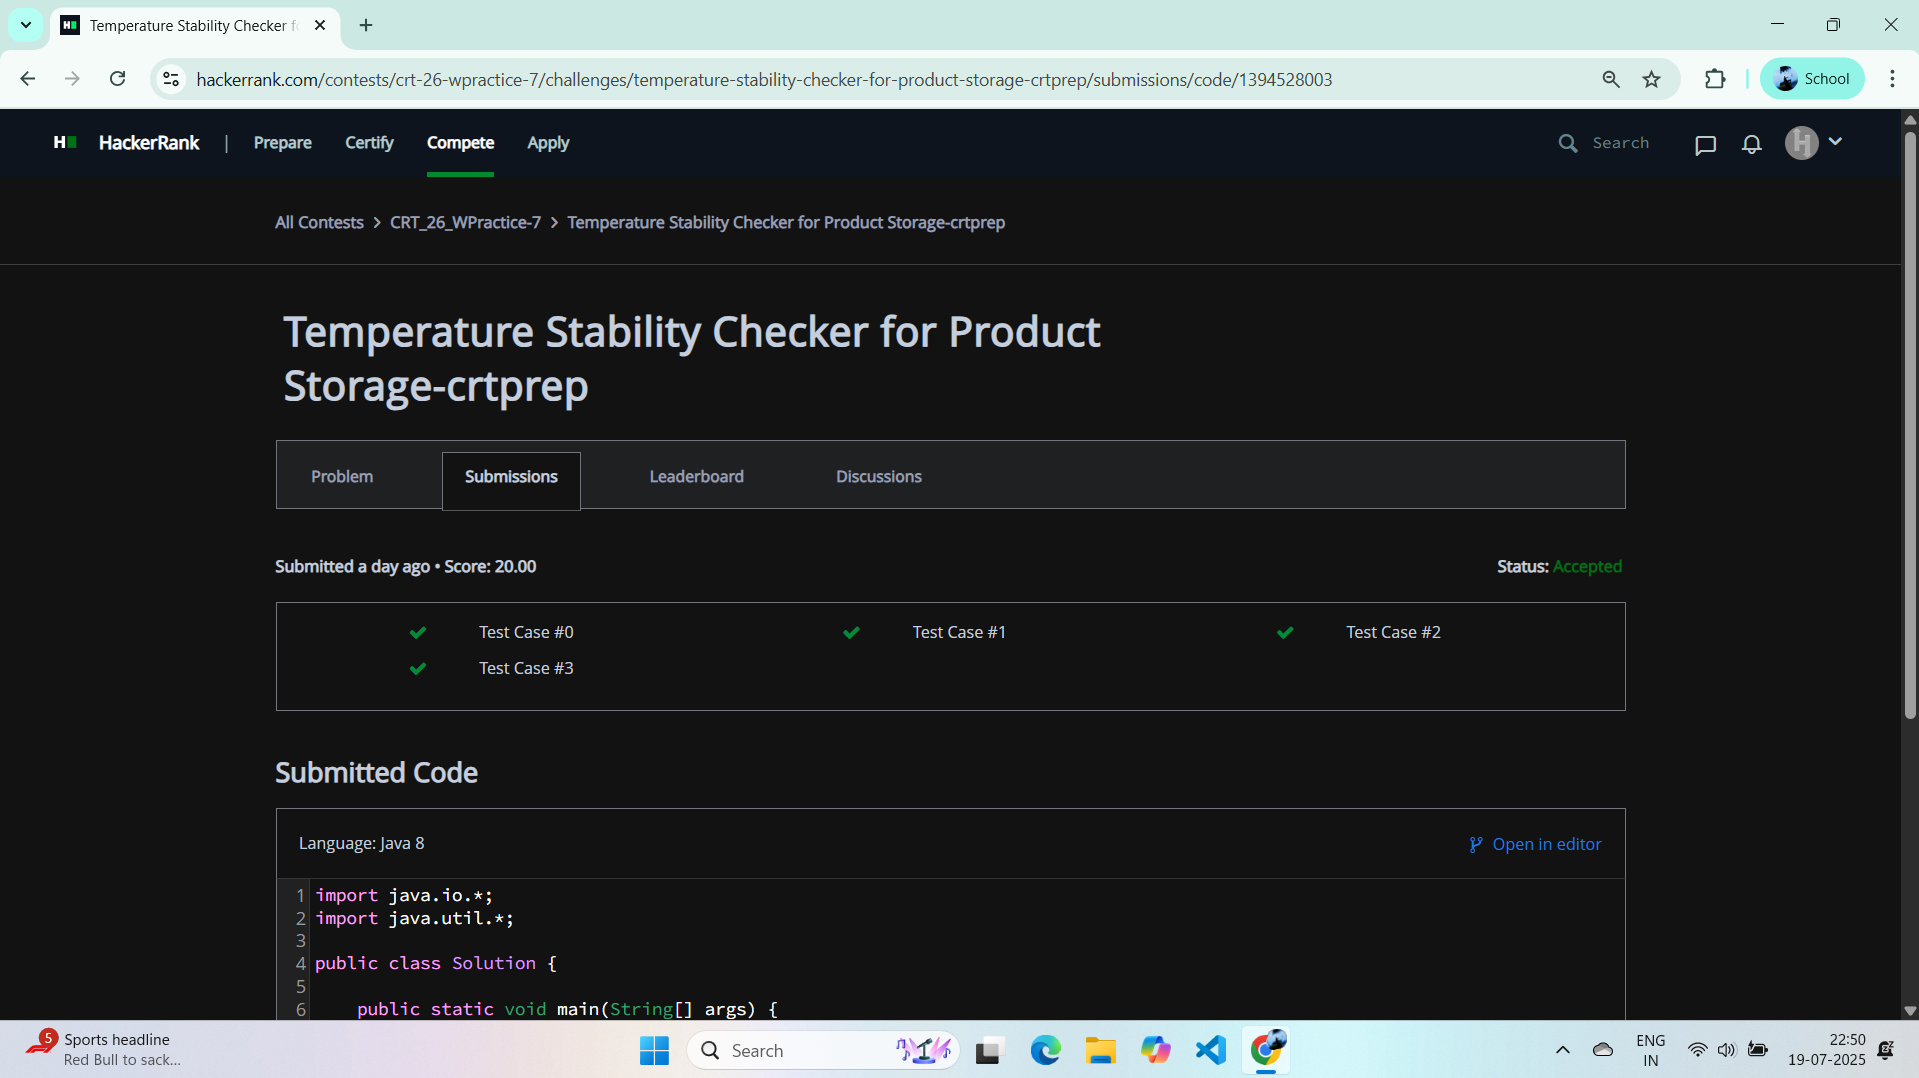 Temperature Stability Checker f
hackerrank.com/contests/crt-26-wpractice-7/challenges/temperature-stability-checker-for-product-storage-crtprep/submissions/code/1394528003
School
HackerRank | Prepare Certify Compete Apply Search
All Contests > CRT_26_WPractice-7 > Temperature Stability Checker for Product Storage-crtprep
Temperature Stability Checker for Product
Storage-crtprep
Problem Submissions Leaderboard Discussions
Submitted a day ago • Score: 20.00 Status: Accepted
Test Case #0 Test Case #1 Test Case #2
Test Case #3
Submitted Code
Language: Java 8 Open in editor
1 import java.io.*;
2 import java.util.*;
3
4 public class Solution {
5
6 public static void main(String[] args) {
5 Sports headline
Red Bull to sack...
Search
ENG
IN
22:50
19-07-2025